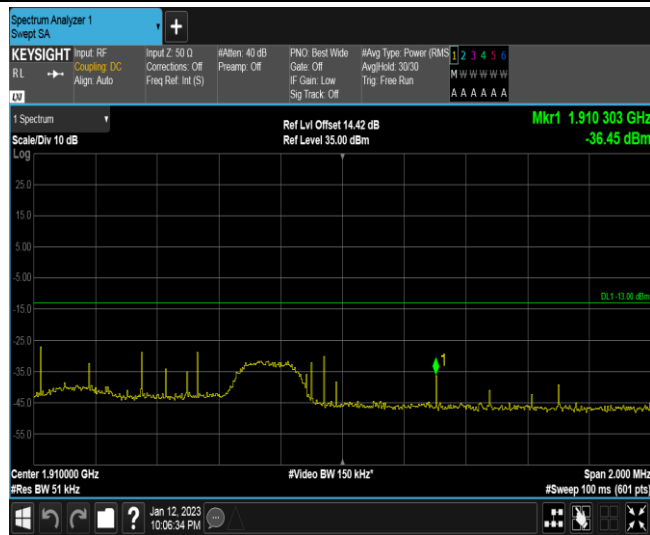 Spectrum Analyzer 1
Swept SA
+
KEYSIGHT Input: RF Input Z: 50 Ω #Atten: 40 dB PNO: Best Wide #Avg Type: Power (RMS 1 2 3 4 5 6
RL Coupling: DC Corrections: Off Preamp: Off Gate: Off Avg|Hold: 30/30 M W W W W W
Align: Auto Freq Ref: Int (S) IF Gain: Low Trig: Free Run
LXI Sig Track: Off A A A A A A
1 Spectrum Ref Lvl Offset 14.42 dB Mkr1 1.910 303 GHz
Scale/Div 10 dB Ref Level 35.00 dBm -36.45 dBm
Log
25.0
15.0
5.00
-5.00
DL1 -13.00 dBm
-15.0
-25.0
1
-35.0
-45.0
-55.0
Center 1.910000 GHz #Video BW 150 kHz* Span 2.000 MHz
#Res BW 51 kHz #Sweep 100 ms (601 pts)
? Jan 12, 2023
10:06:34 PM